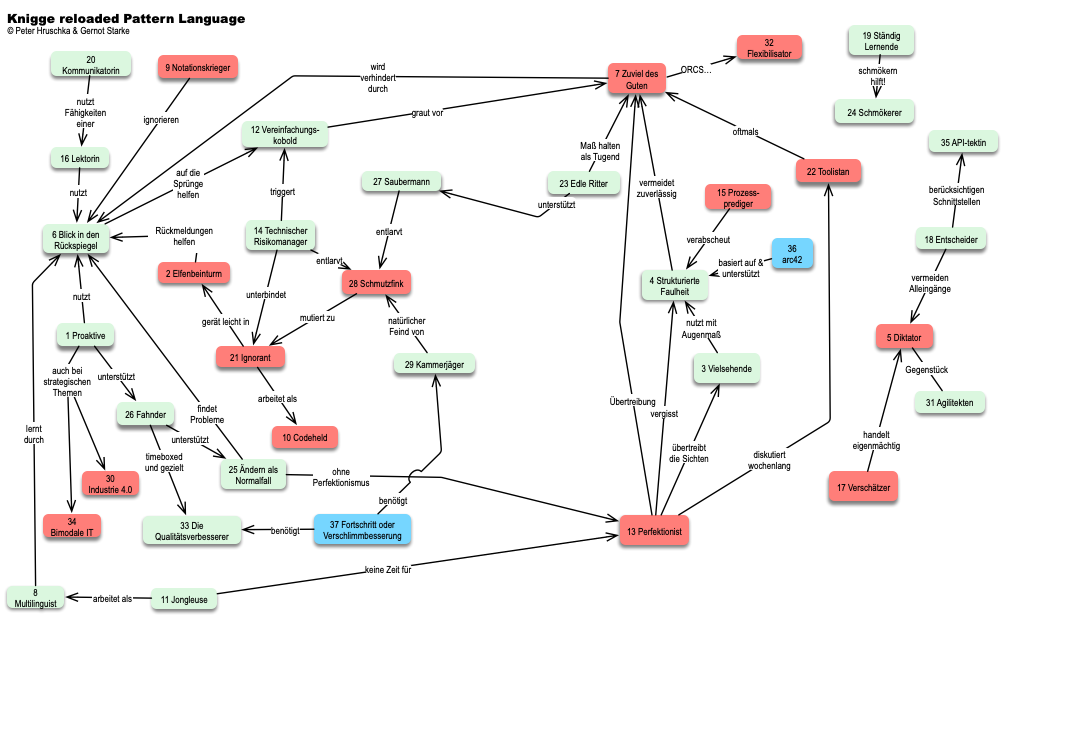 Knigge reloaded Pattern Language
© Peter Hruschka & Gernot Starke
20
Kommunikatorin
9 Notationskrieger
wird
verhindert
durch
7 Zuviel des
Guten
ORCS...
32
Flexibilisator
19 Ständig
Lernende
schmökern
hilft!
24 Schmökerer
nutzt
Fähigkeiten
einer
ignorieren
12 Vereinfachungs-
kobold
graut vor
oftmals
35 API-tektin
16 Lektorin
auf die
Sprünge
helfen
Maß halten
als Tugend
22 Toolistan
nutzt
triggert
27 Saubermann
23 Edle Ritter
vermeidet
zuverlässig
15 Prozess-
prediger
berücksichtigen
Schnittstellen
unterstützt
6 Blick in den
Rückspiegel
Rückmeldungen
helfen
14 Technischer
Risikomanager
entlarvt
verabscheut
36
arc42
18 Entscheider
2 Elfenbeinturm
entlarvt
basiert auf &
unterstützt
28 Schmutzfink
4 Strukturierte
Faulheit
vermeiden
Alleingänge
nutzt
unterbindet
gerät leicht in
mutiert zu
natürlicher
Feind von
nutzt mit
Augenmaß
1 Proaktive
21 Ignorant
29 Kammerjäger
3 Vielsehende
5 Diktator
auch bei
strategischen
Themen
unterstützt
Gegenstück
26 Fahnder
findet
Probleme
arbeitet als
Übertreibung
vergisst
31 Agilitekten
lernt
durch
unterstützt
10 Codeheld
timeboxed
und gezielt
übertreibt
die Sichten
diskutiert
wochenlang
handelt
eigenmächtig
30
Industrie 4.0
25 Ändern als
Normalfall
ohne
Perfektionismus
17 Verschätzer
benötigt
34
Bimodale IT
33 Die
Qualitätsverbesserer
benötigt
37 Fortschritt oder
Verschlimmbesserung
13 Perfektionist
keine Zeit für
8
Multilinguist
arbeitet als
11 Jongleuse